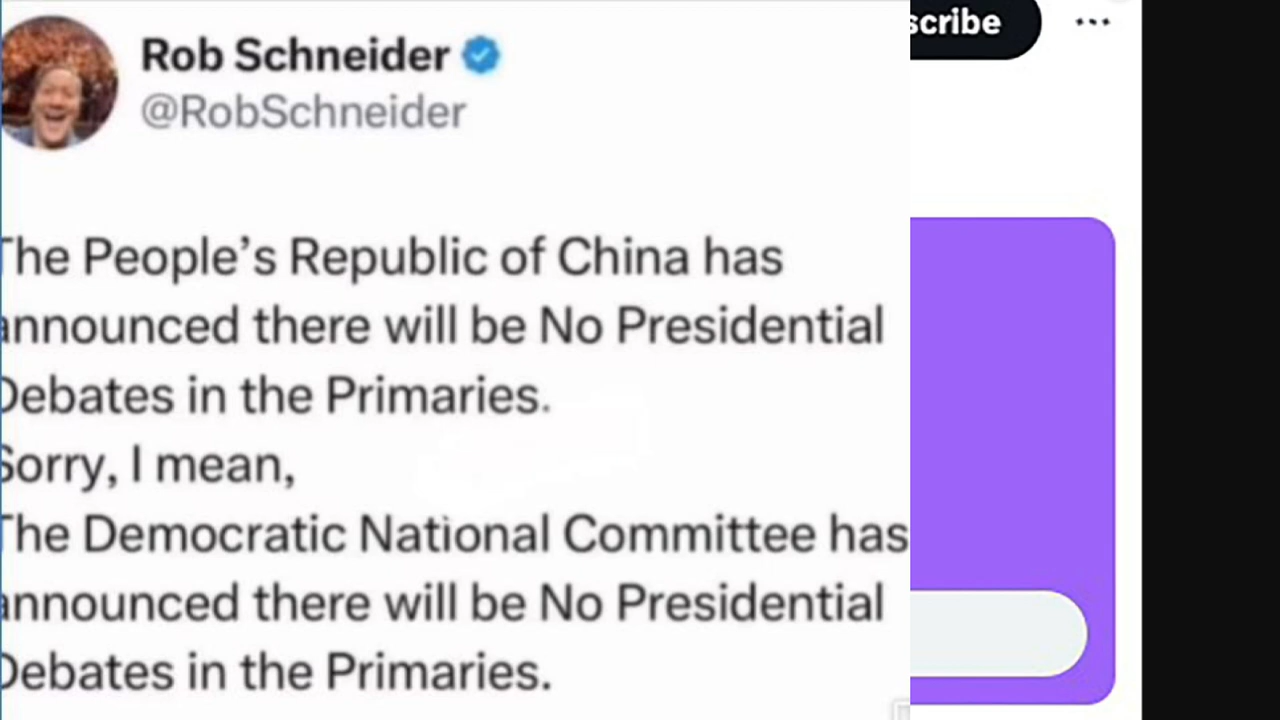 Rob Schneider
@RobSchneider
The People's Republic of China has
announced there will be No Presidential
Debates in the Primaries.
Sorry, I mean,
The Democratic National Committee has
announced there will be No Presidential
Debates in the Primaries.
scribe